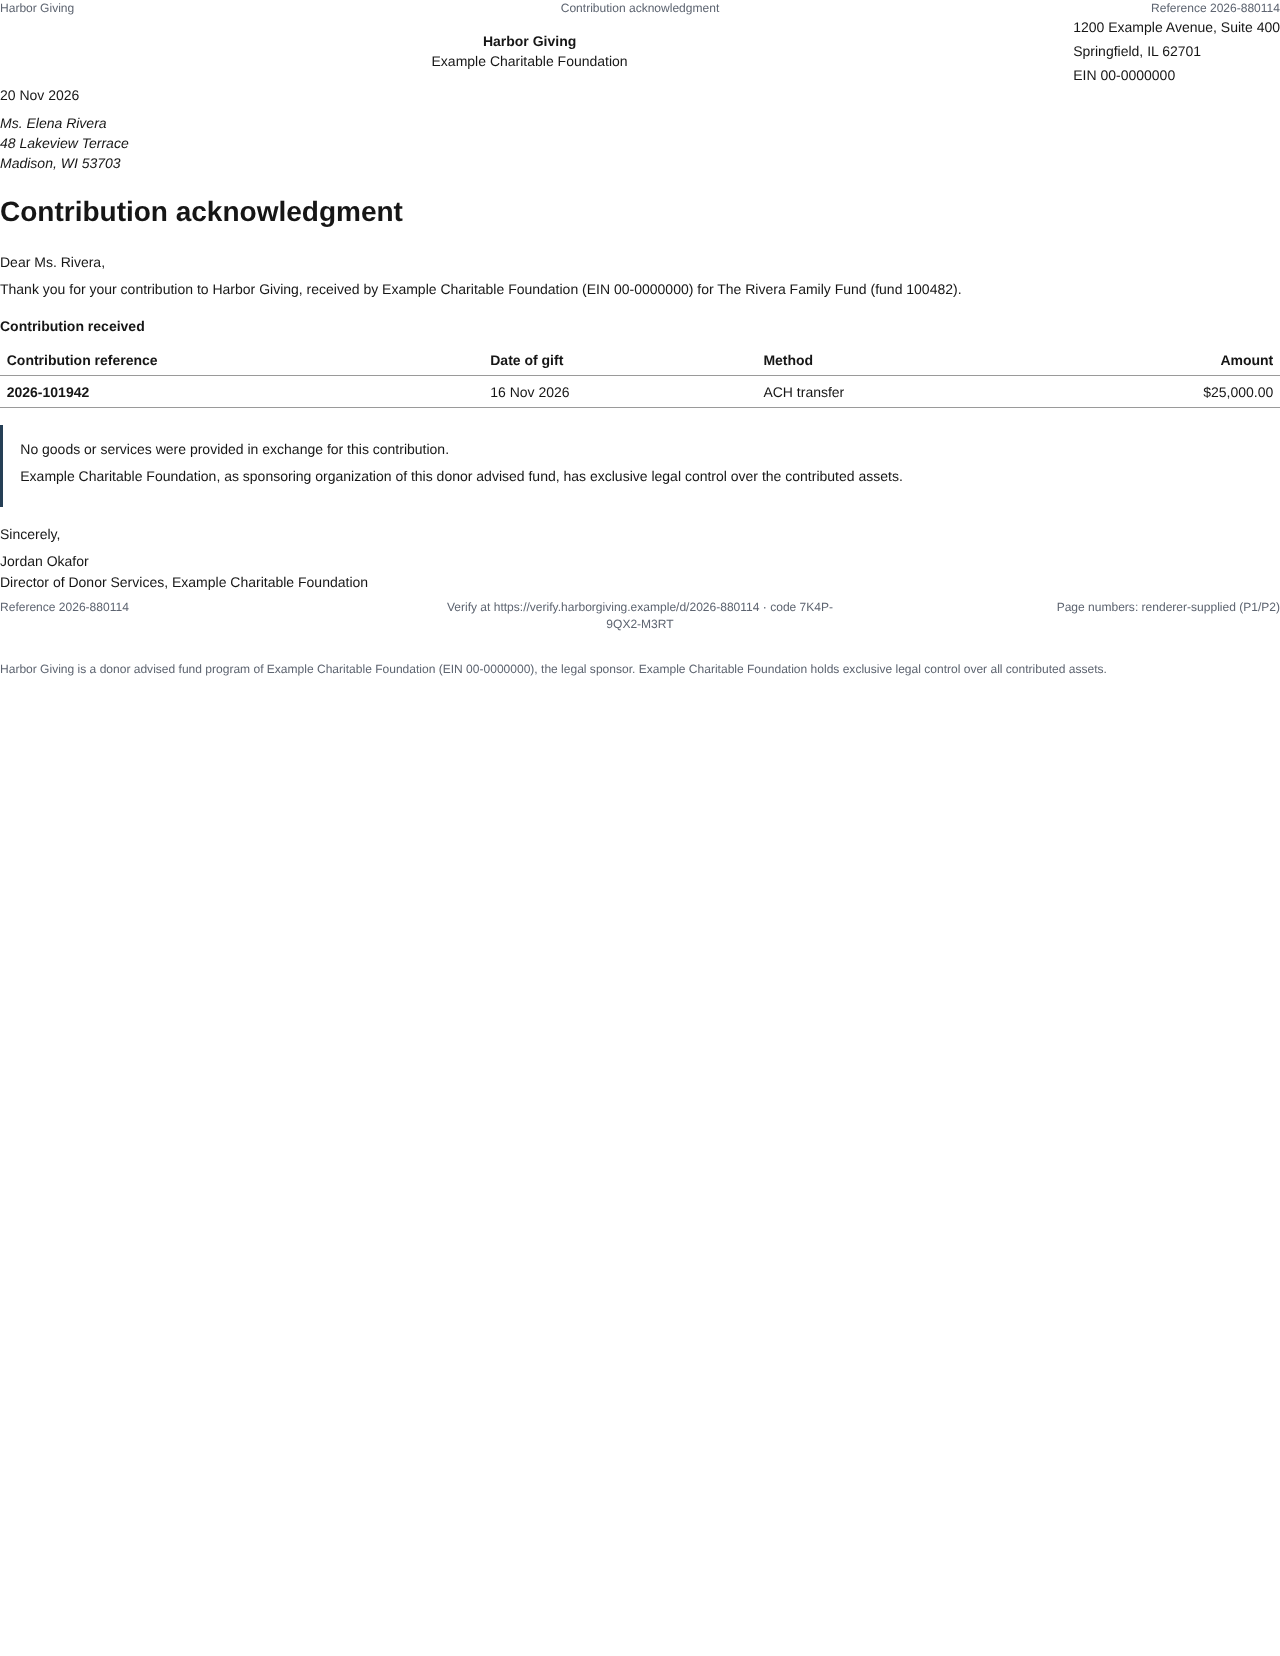 Harbor Giving
Contribution acknowledgment
Reference 2026-880114
Harbor Giving
Example Charitable Foundation
1200 Example Avenue, Suite 400
Springfield, IL 62701
EIN 00-0000000
20 Nov 2026
Ms. Elena Rivera
48 Lakeview Terrace
Madison, WI 53703
Contribution acknowledgment
Dear Ms. Rivera,
Thank you for your contribution to Harbor Giving, received by Example Charitable Foundation (EIN 00-0000000) for The Rivera Family Fund (fund 100482).
Contribution received
Contribution reference Date of gift Method Amount
2026-101942 16 Nov 2026 ACH transfer $25,000.00
No goods or services were provided in exchange for this contribution.
Example Charitable Foundation, as sponsoring organization of this donor advised fund, has exclusive legal control over the contributed assets.
Sincerely,
Jordan Okafor
Director of Donor Services, Example Charitable Foundation
Reference 2026-880114
Verify at https://verify.harborgiving.example/d/2026-880114 · code 7K4P-
9QX2-M3RT
Page numbers: renderer-supplied (P1/P2)
Harbor Giving is a donor advised fund program of Example Charitable Foundation (EIN 00-0000000), the legal sponsor. Example Charitable Foundation holds exclusive legal control over all contributed assets.